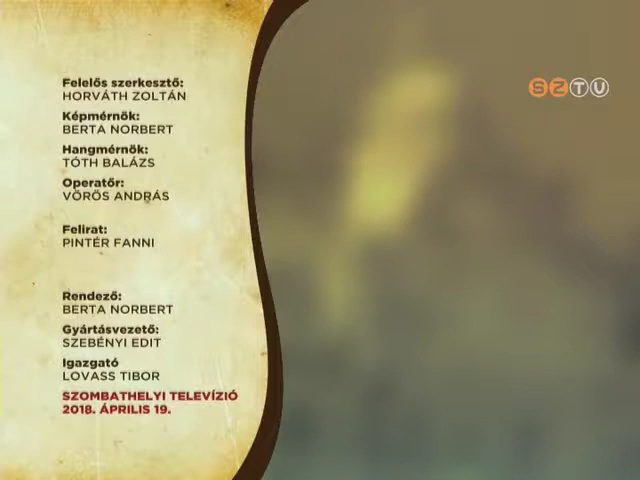 SZTV
Felelős szerkesztő:
HORVÁTH ZOLTÁN
Képmérnök:
BERTA NORBERT
Hangmérnök:
TÓTH BALÁZS
Operatőr:
VÖRÖS ANDRÁS
Felirat:
PINTÉR FANNI
Rendező:
BERTA NORBERT
Gyártásvezető:
SZEBÉNYI EDIT
Igazgató
LOVASS TIBOR
SZOMBATHELYI TELEVÍZIÓ
2018. ÁPRILIS 19.